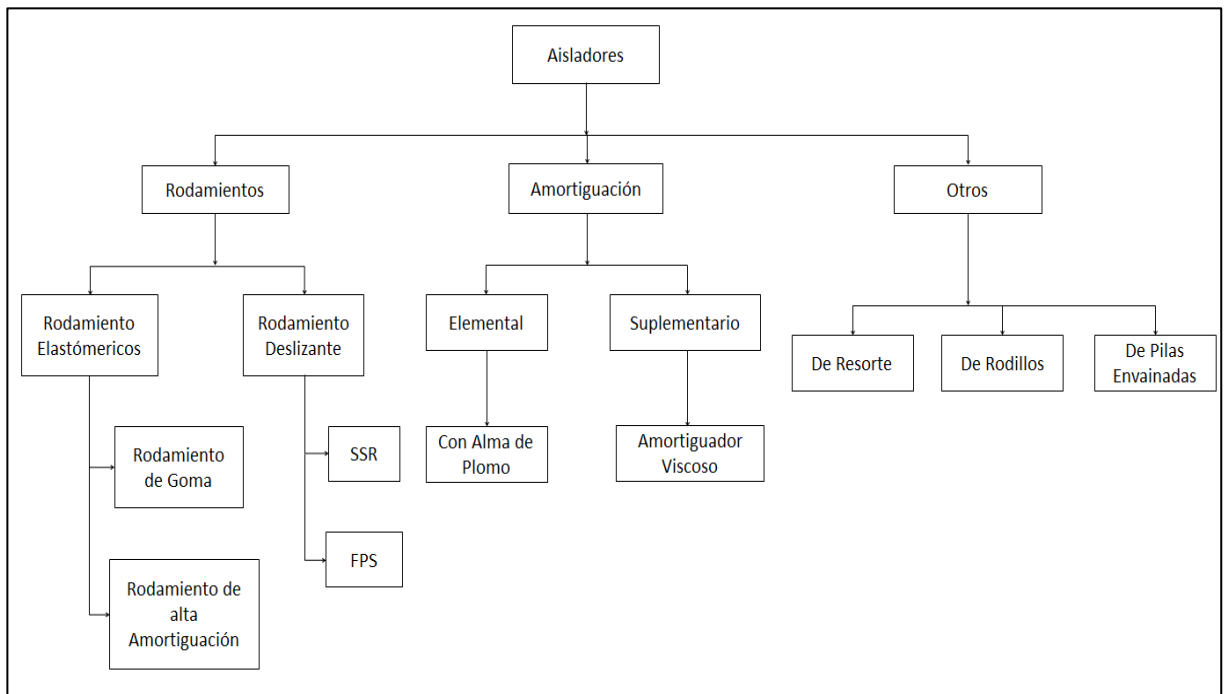 Aisladores
Rodamientos
Amortiguación
Otros
Rodamiento
Elastómericos
Rodamiento
Deslizante
Elemental
Suplementario
De Resorte
De Rodillos
De Pilas
Envainadas
Rodamiento
de Goma
SSR
Con Alma de
Plomo
Amortiguador
Viscoso
FPS
Rodamiento de
alta
Amortiguación